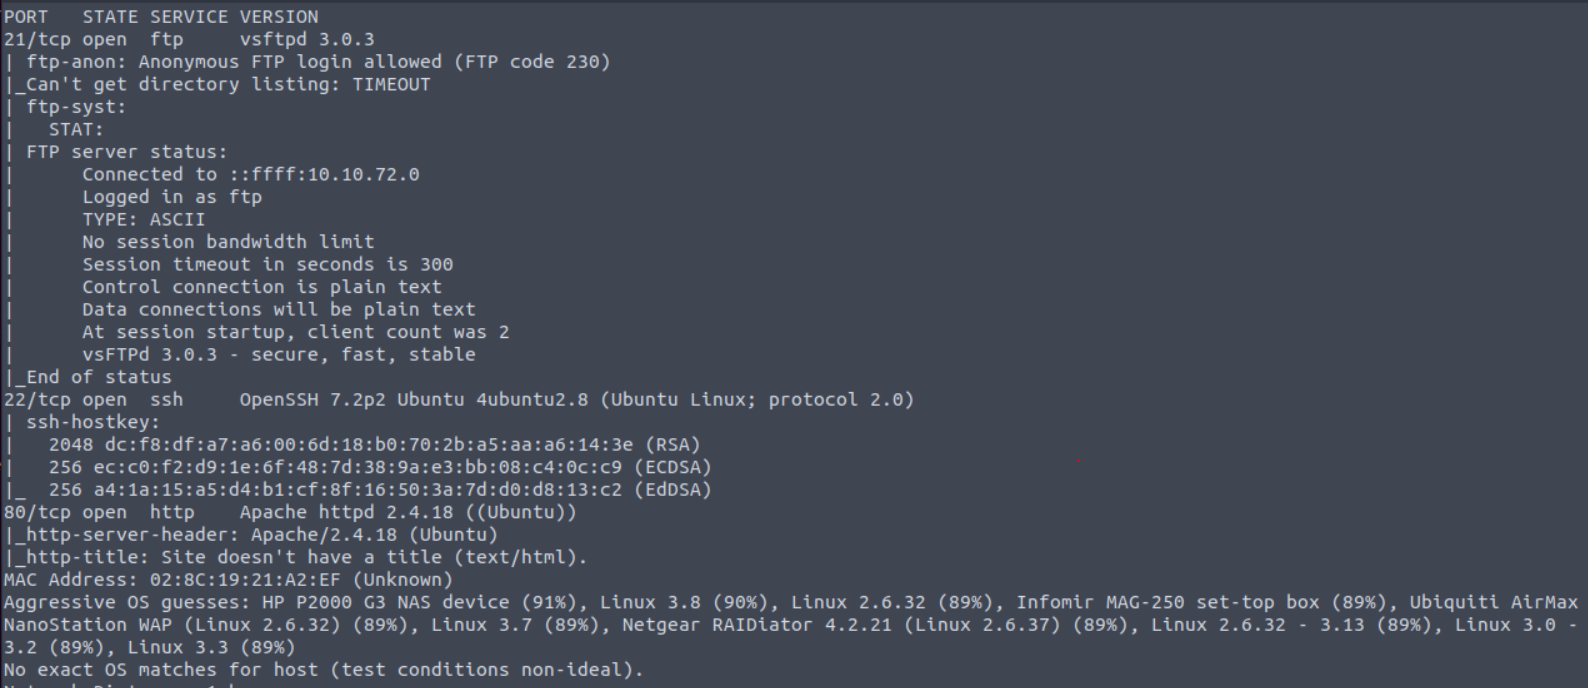 PORT   STATE SERVICE VERSION
21/tcp open  ftp     vsftpd 3.0.3
| ftp-anon: Anonymous FTP login allowed (FTP code 230)
|_Can't get directory listing: TIMEOUT
| ftp-syst:
|   STAT:
| FTP server status:
|      Connected to ::ffff:10.10.72.0
|      Logged in as ftp
|      TYPE: ASCII
|      No session bandwidth limit
|      Session timeout in seconds is 300
|      Control connection is plain text
|      Data connections will be plain text
|      At session startup, client count was 2
|      vsFTPd 3.0.3 - secure, fast, stable
|_End of status
22/tcp open  ssh     OpenSSH 7.2p2 Ubuntu 4ubuntu2.8 (Ubuntu Linux; protocol 2.0)
| ssh-hostkey:
|   2048 dc:f8:df:a7:a6:00:6d:18:b0:70:2b:a5:aa:a6:14:3e (RSA)
|   256 ec:c0:f2:d9:1e:6f:48:7d:38:9a:e3:bb:08:c4:0c:c9 (ECDSA)
|_  256 a4:1a:15:a5:d4:b1:cf:8f:16:50:3a:7d:d0:d8:13:c2 (EdDSA)
80/tcp open  http    Apache httpd 2.4.18 ((Ubuntu))
|_http-server-header: Apache/2.4.18 (Ubuntu)
|_http-title: Site doesn't have a title (text/html).
MAC Address: 02:8C:19:21:A2:EF (Unknown)
Aggressive OS guesses: HP P2000 G3 NAS device (91%), Linux 3.8 (90%), Linux 2.6.32 (89%), Infomir MAG-250 set-top box (89%), Ubiquiti AirMax
NanoStation WAP (Linux 2.6.32) (89%), Linux 3.7 (89%), Netgear RAIDiator 4.2.21 (Linux 2.6.37) (89%), Linux 2.6.32 - 3.13 (89%), Linux 3.0 -
3.2 (89%), Linux 3.3 (89%)
No exact OS matches for host (test conditions non-ideal).